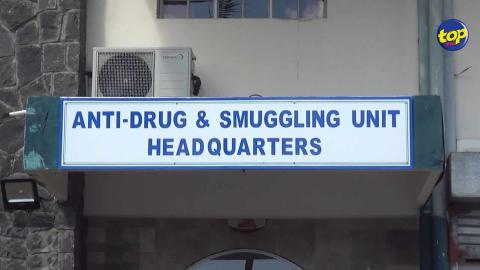 top
ANTI-DRUG & SMUGGLING UNIT
HEADQUARTERS